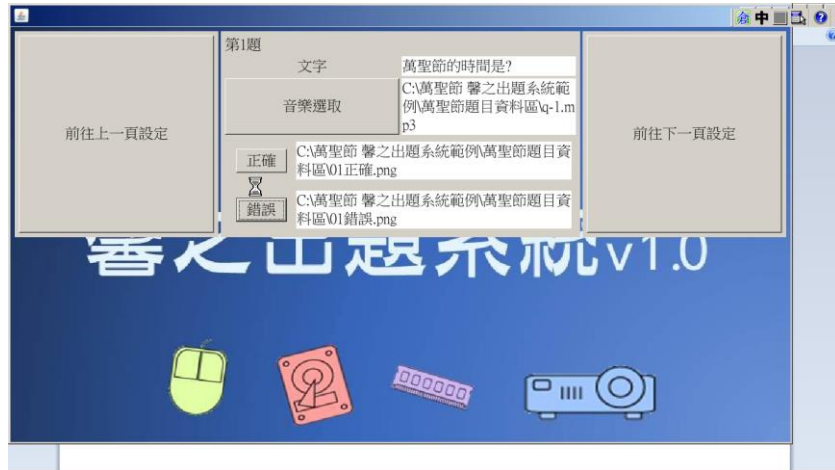 中
前往上一頁設定
第1題
文字
萬聖節的時間是?
音樂選取
C:\萬聖節 馨之出題系統範
例\萬聖節題目資料區\q-1.m
p3
正確
C:\萬聖節 馨之出題系統範例\萬聖節題目資
料區\01正確.png
錯誤
C:\萬聖節 馨之出題系統範例\萬聖節題目資
料區\01錯誤.png
前往下一頁設定
馨之出題系統v1.0